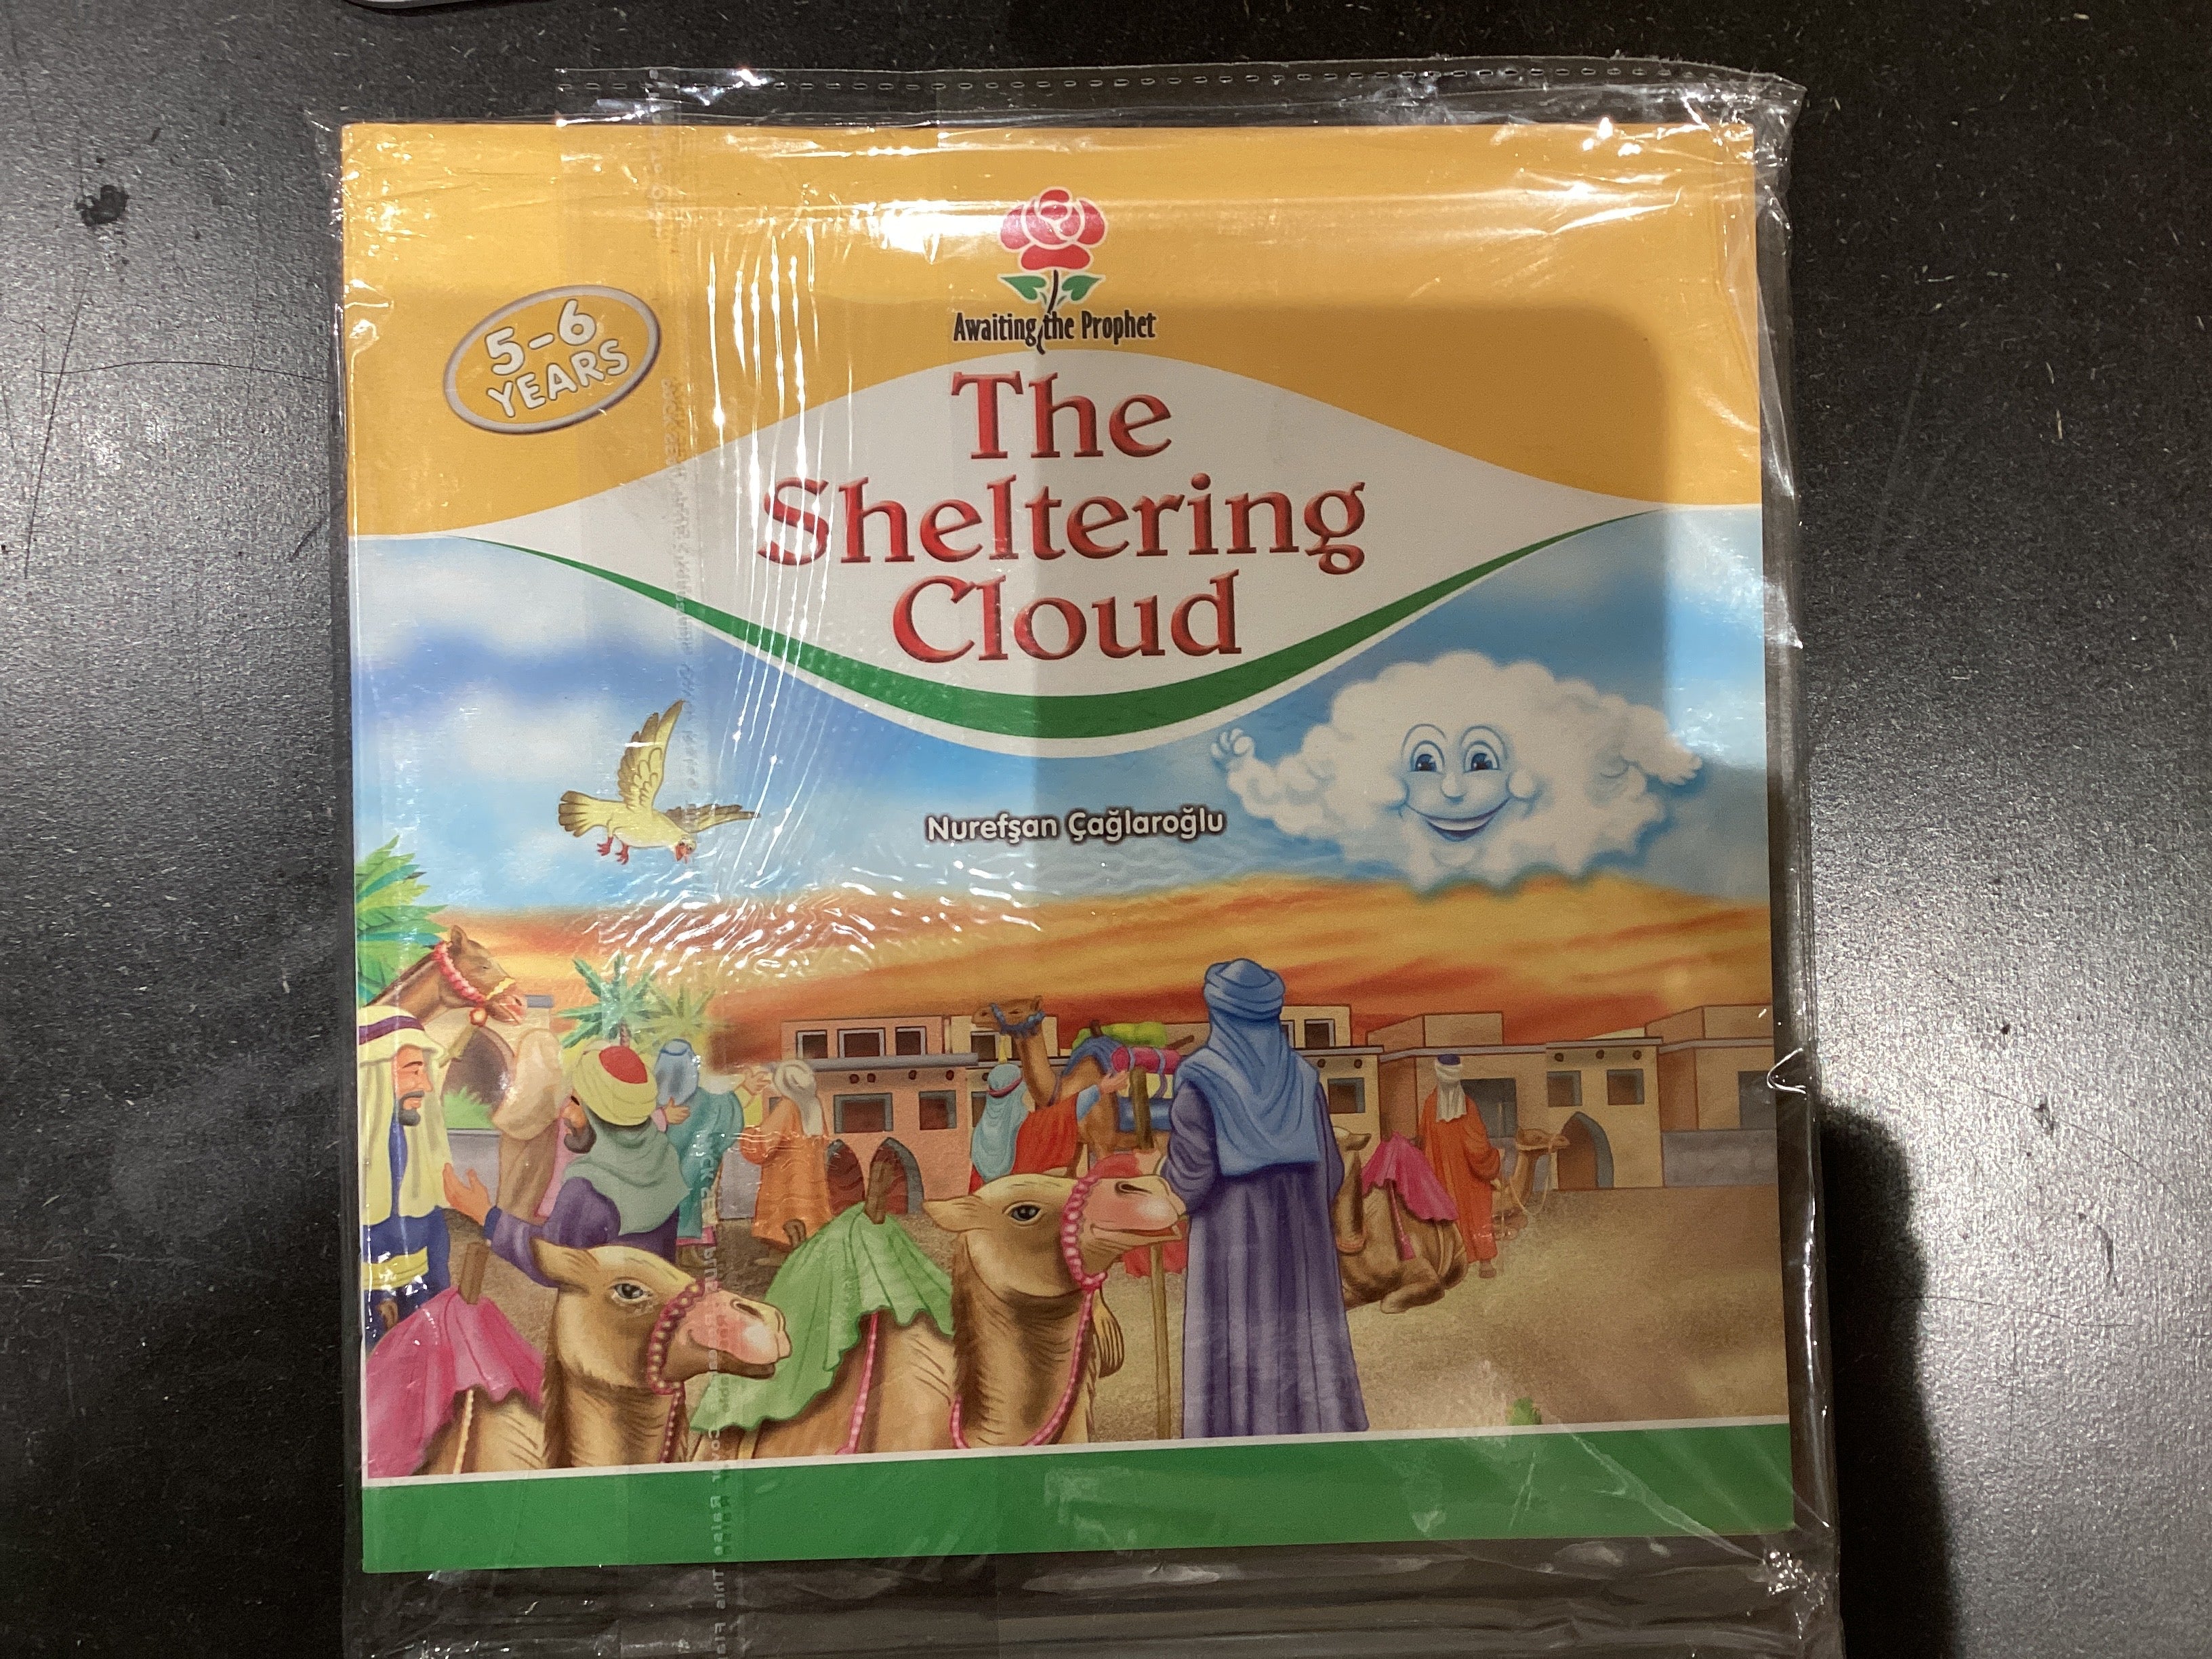 Awaiting the Prophet
5-6
YEARS
The
Sheltering
Cloud
Nurefşan Çağlaroğlu